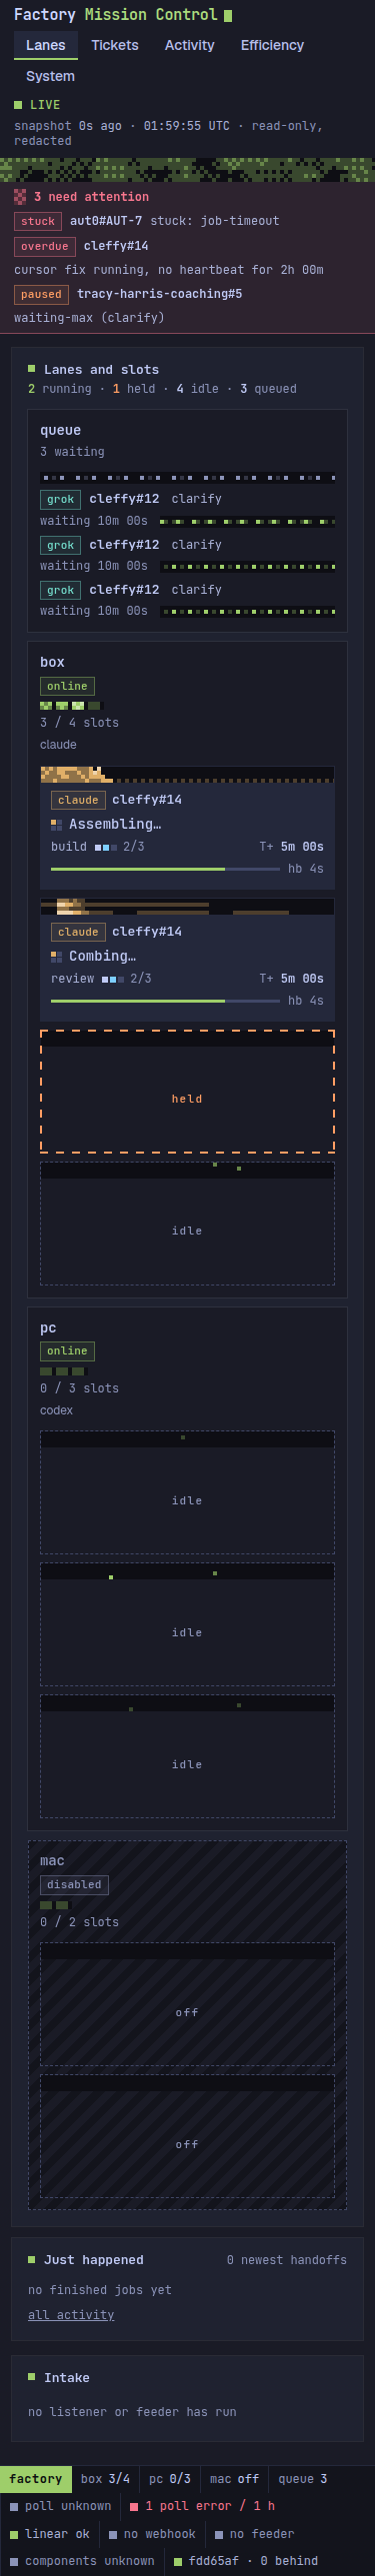 Factory Mission Control
Lanes Tickets Activity Efficiency
System
LIVE
snapshot 0s ago · 01:59:55 UTC · read-only,
redacted
3 need attention
stuck aut0#AUT-7 stuck: job-timeout
overdue cleffy#14
cursor fix running, no heartbeat for 2h 00m
paused tracy-harris-coaching#5
waiting-max (clarify)
Lanes and slots
2 running · 1 held · 4 idle · 3 queued
queue
3 waiting
grok cleffy#12 clarify
waiting 10m 00s
grok cleffy#12 clarify
waiting 10m 00s
grok cleffy#12 clarify
waiting 10m 00s
box
online
3 / 4 slots
claude
claude cleffy#14
Assembling…
build 2/3 T+ 5m 00s
hb 4s
claude cleffy#14
Combing…
review 2/3 T+ 5m 00s
hb 4s
held
idle
pc
online
0 / 3 slots
codex
idle
idle
idle
mac
disabled
0 / 2 slots
off
off
Just happened 0 newest handoffs
no finished jobs yet
all activity
Intake
no listener or feeder has run
factory box 3/4 pc 0/3 mac off queue 3
poll unknown 1 poll error / 1 h
linear ok no webhook no feeder
components unknown fdd65af · 0 behind